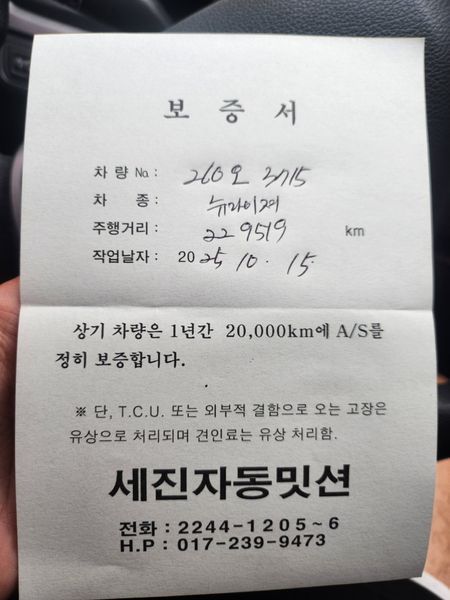 보 증 서
차 량 No : 260오 3715
차 종 : 뉴카이런
주행거리 : 229519 km
작업날자 : 2025 10 . 15.
상기 차량은 1년간 20,000km에 A/S를
정히 보증합니다.
※ 단, T.C.U. 또는 외부적 결함으로 오는 고장은
유상으로 처리되며 견인료는 유상 처리함.
세진자동밋션
전화 : 2244-1205~6
H.P : 017-239-9473